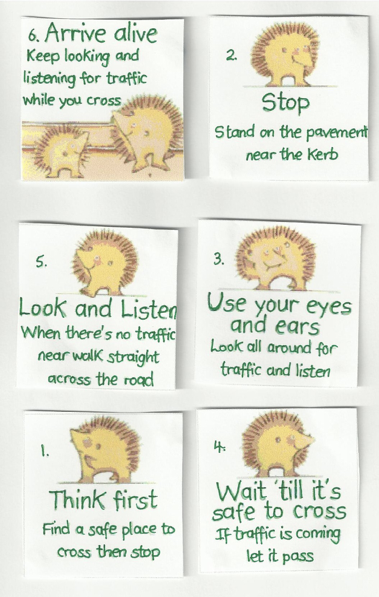 6. Arrive alive
Keep looking and
listening for traffic
while you cross
2.
Stop
Stand on the pavement
near the Kerb
5.
Look and Listen
When there's no traffic
near walk straight
across the road
3.
Use your eyes
and ears
Look all around for
traffic and listen
1.
Think first
Find a safe place to
cross then stop
4.
Wait 'till it's
safe to cross
If traffic is coming
let it pass